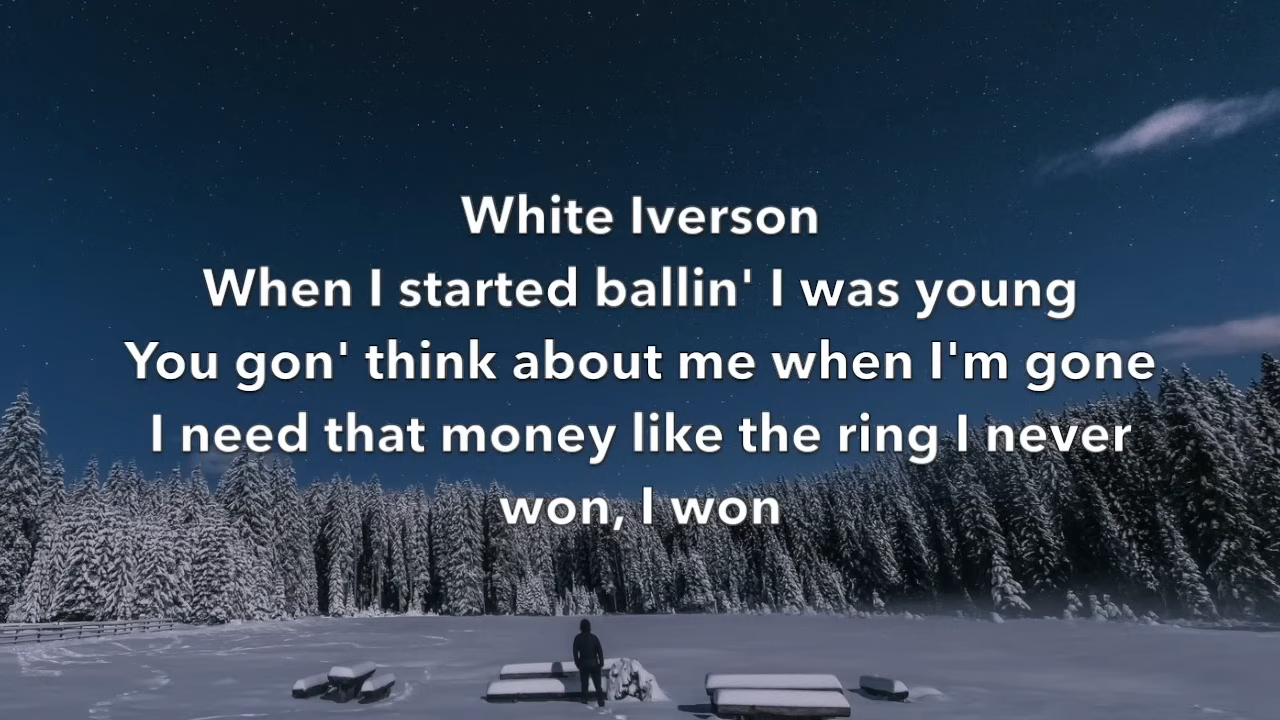 White Iverson
When I started ballin' I was young
You gon' think about me when I'm gone
I need that money like the ring I never
won, I won